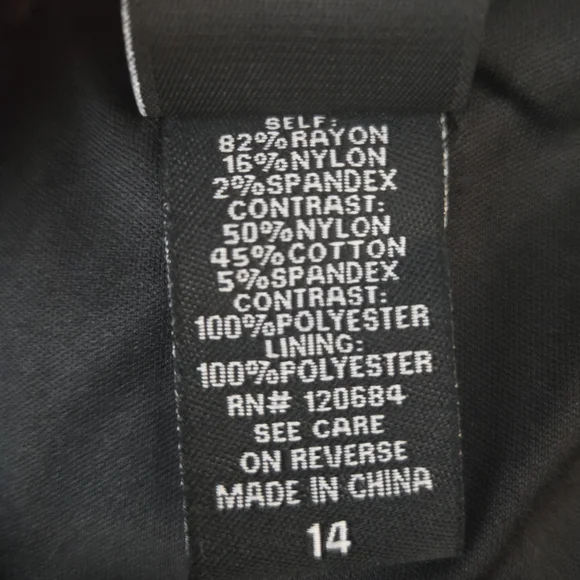 SELF:
82%RAYON
16%NYLON
2%SPANDEX
CONTRAST:
50%NYLON
45%COTTON
5%SPANDEX
CONTRAST:
100%POLYESTER
LINING:
100%POLYESTER
RN# 120684
SEE CARE
ON REVERSE
MADE IN CHINA
14